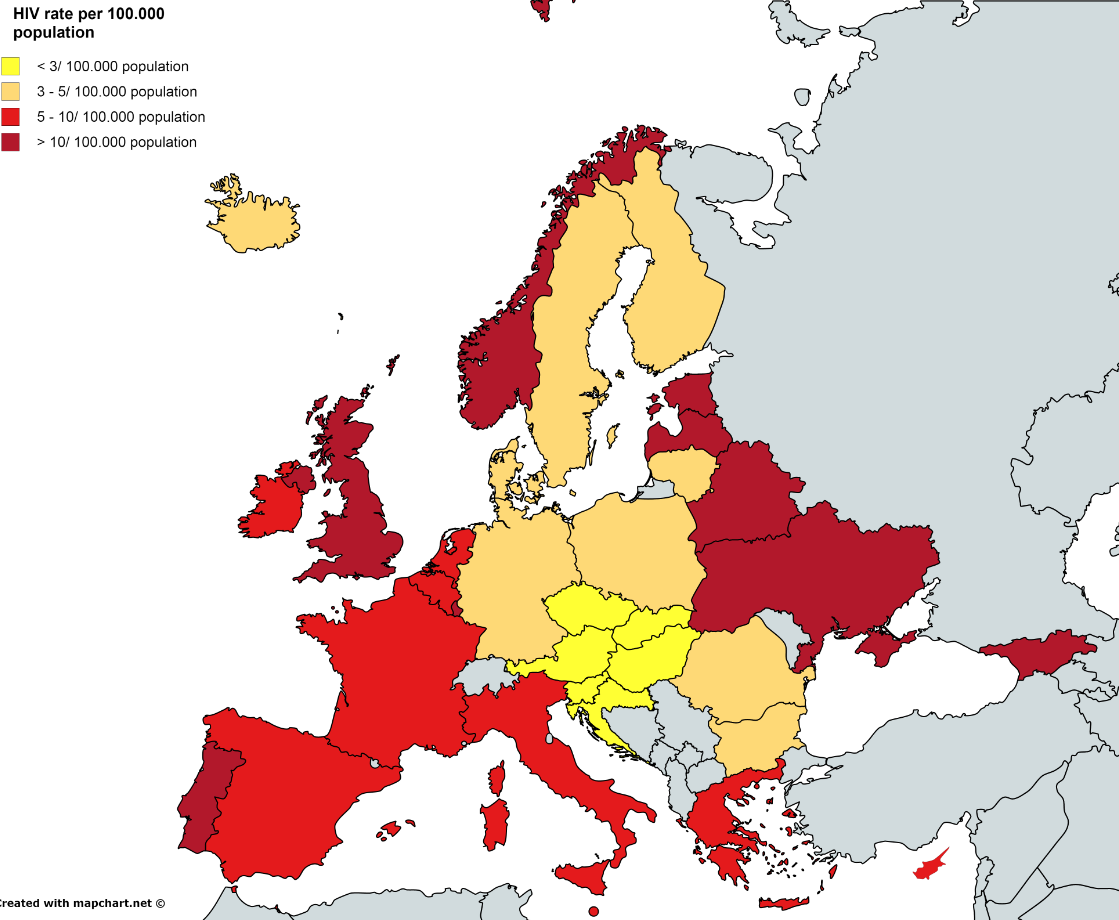 HIV rate per 100.000
population
< 3/ 100.000 population
3 - 5/ 100.000 population
5 - 10/ 100.000 population
> 10/ 100.000 population
Created with mapchart.net ©